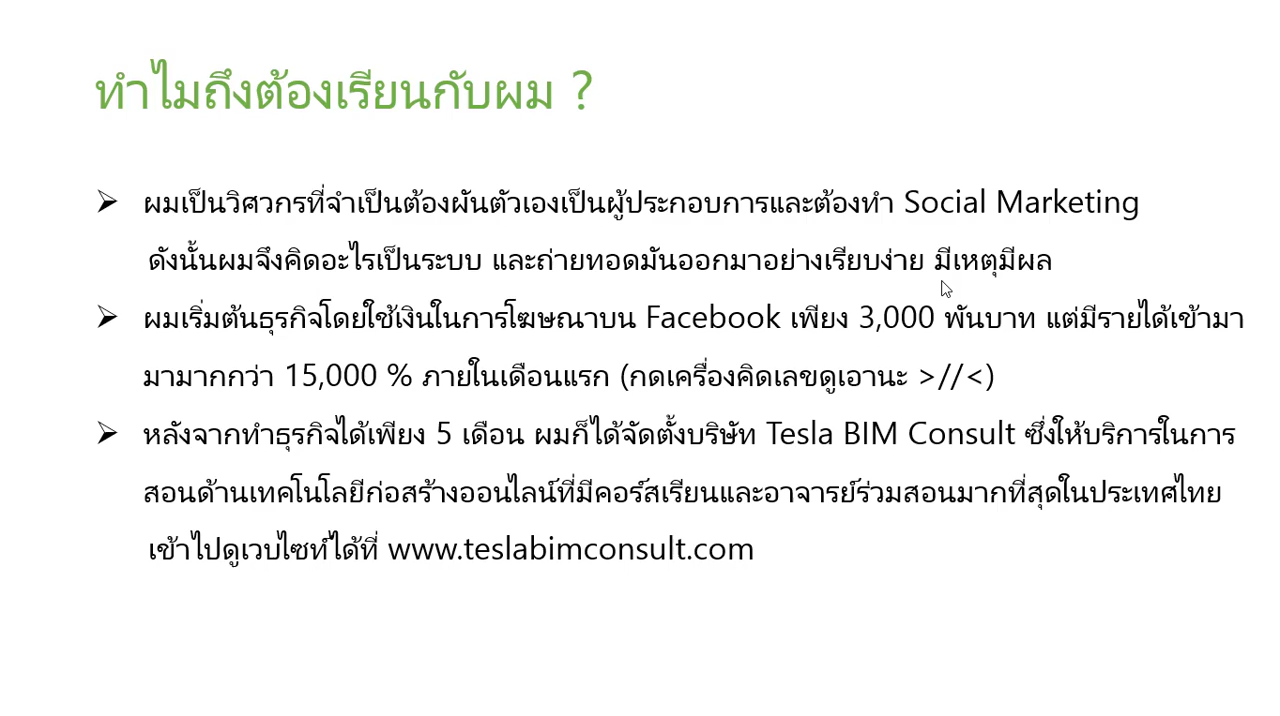 ทำไมถึงต้องเรียนกับผม ?
ผมเป็นวิศวกรที่จำเป็นต้องผันตัวเองเป็นผู้ประกอบการและต้องทำ Social Marketing
ดังนั้นผมจึงคิดอะไรเป็นระบบ และถ่ายทอดมันออกมาอย่างเรียบง่าย มีเหตุมีผล
ผมเริ่มต้นธุรกิจโดยใช้เงินในการโฆษณาบน Facebook เพียง 3,000 พันบาท แต่มีรายได้เข้ามา
มามากกว่า 15,000 % ภายในเดือนแรก (กดเครื่องคิดเลขดูเอานะ >//<)
หลังจากทำธุรกิจได้เพียง 5 เดือน ผมก็ได้จัดตั้งบริษัท Tesla BIM Consult ซึ่งให้บริการในการ
สอนด้านเทคโนโลยีก่อสร้างออนไลน์ที่มีคอร์สเรียนและอาจารย์ร่วมสอนมากที่สุดในประเทศไทย
เข้าไปดูเวบไซท์ได้ที่ www.teslabimconsult.com